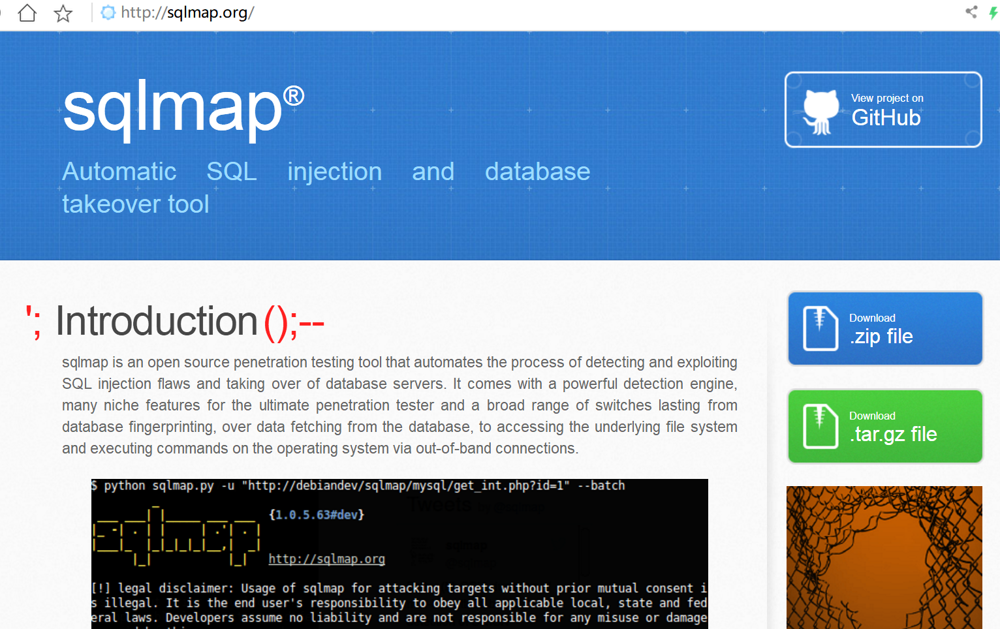 http://sqlmap.org/
sqlmap®
View project on
GitHub
Automatic SQL injection and database
takeover tool
'; Introduction();--
sqlmap is an open source penetration testing tool that automates the process of detecting and exploiting
SQL injection flaws and taking over of database servers. It comes with a powerful detection engine,
many niche features for the ultimate penetration tester and a broad range of switches lasting from
database fingerprinting, over data fetching from the database, to accessing the underlying file system
and executing commands on the operating system via out-of-band connections.
Download
.zip file
Download
.tar.gz file
$ python sqlmap.py -u "http://debiandev/sqlmap/mysql/get_int.php?id=1" --batch
{1.0.5.63#dev}
sqlmap
http://sqlmap.org
[!] legal disclaimer: Usage of sqlmap for attacking targets without prior mutual consent i
s illegal. It is the end user's responsibility to obey all applicable local, state and fed
eral laws. Developers assume no liability and are not responsible for any misuse or damage